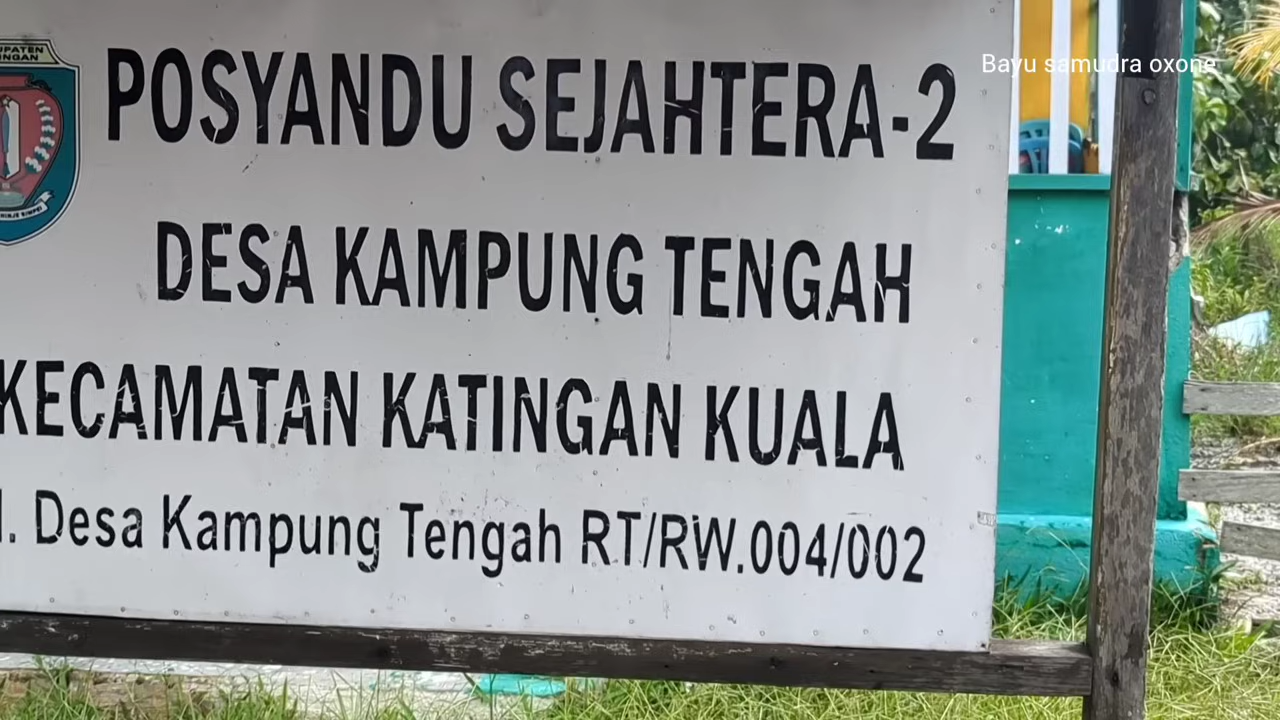 Bayu samudra oxone
POSYANDU SEJAHTERA-2
DESA KAMPUNG TENGAH
KECAMATAN KATINGAN KUALA
. Desa Kampung Tengah RT/RW.004/002